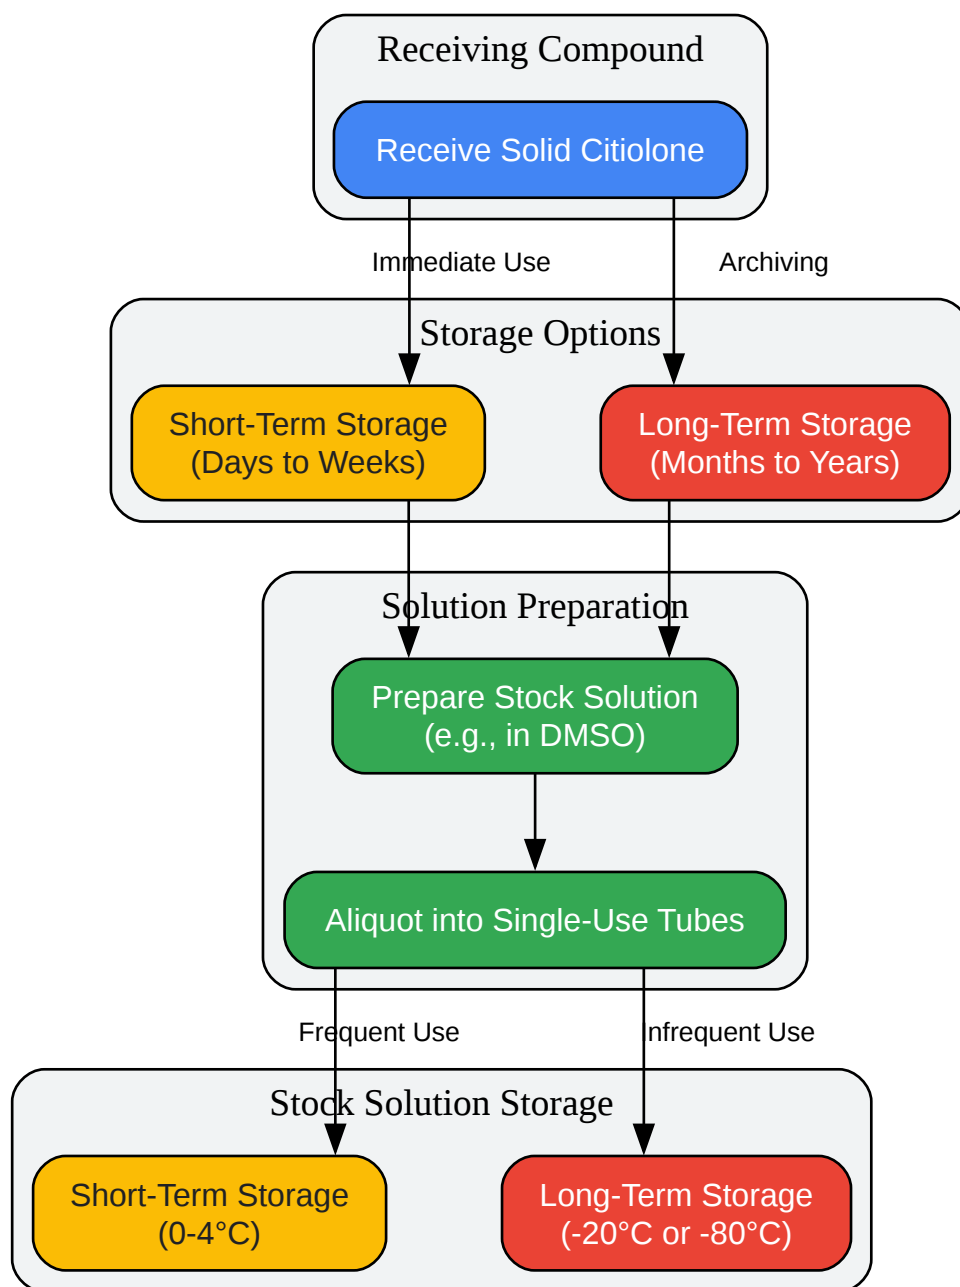 Receiving Compound
Receive Solid Citiolone
Immediate Use
Archiving
Storage Options
Short-Term Storage
(Days to Weeks)
Long-Term Storage
(Months to Years)
Solution Preparation
Prepare Stock Solution
(e.g., in DMSO)
Aliquot into Single-Use Tubes
Frequent Use
Infrequent Use
Stock Solution Storage
Short-Term Storage
(0-4°C)
Long-Term Storage
(-20°C or -80°C)